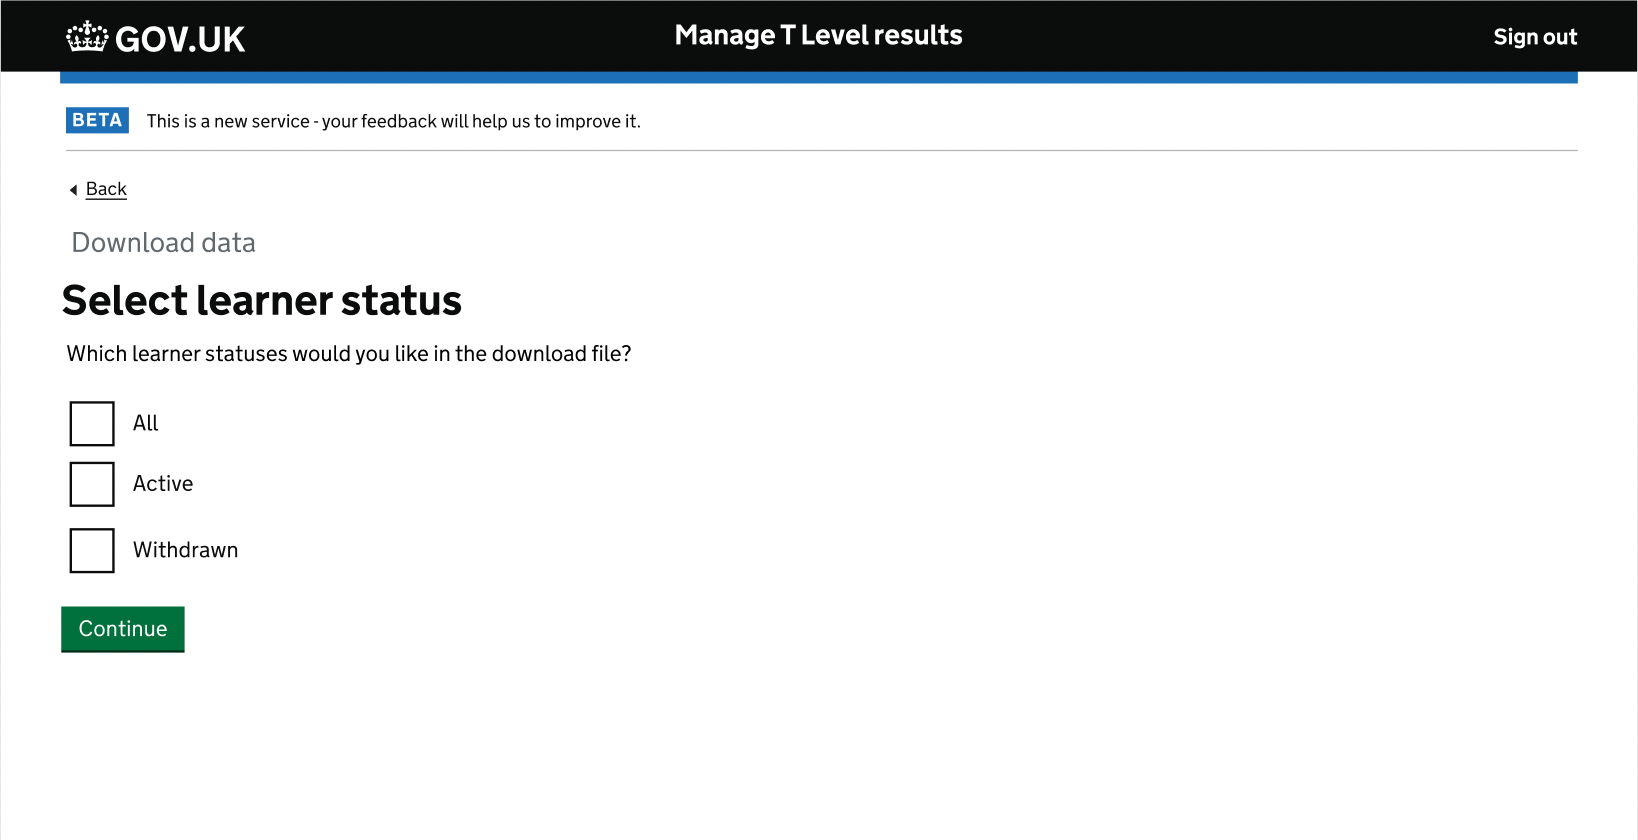 GOV.UK
Manage T Level results
Sign out
BETA
This is a new service - your feedback will help us to improve it.
Back
Download data
Select learner status
Which learner statuses would you like in the download file?
All
Active
Withdrawn
Continue